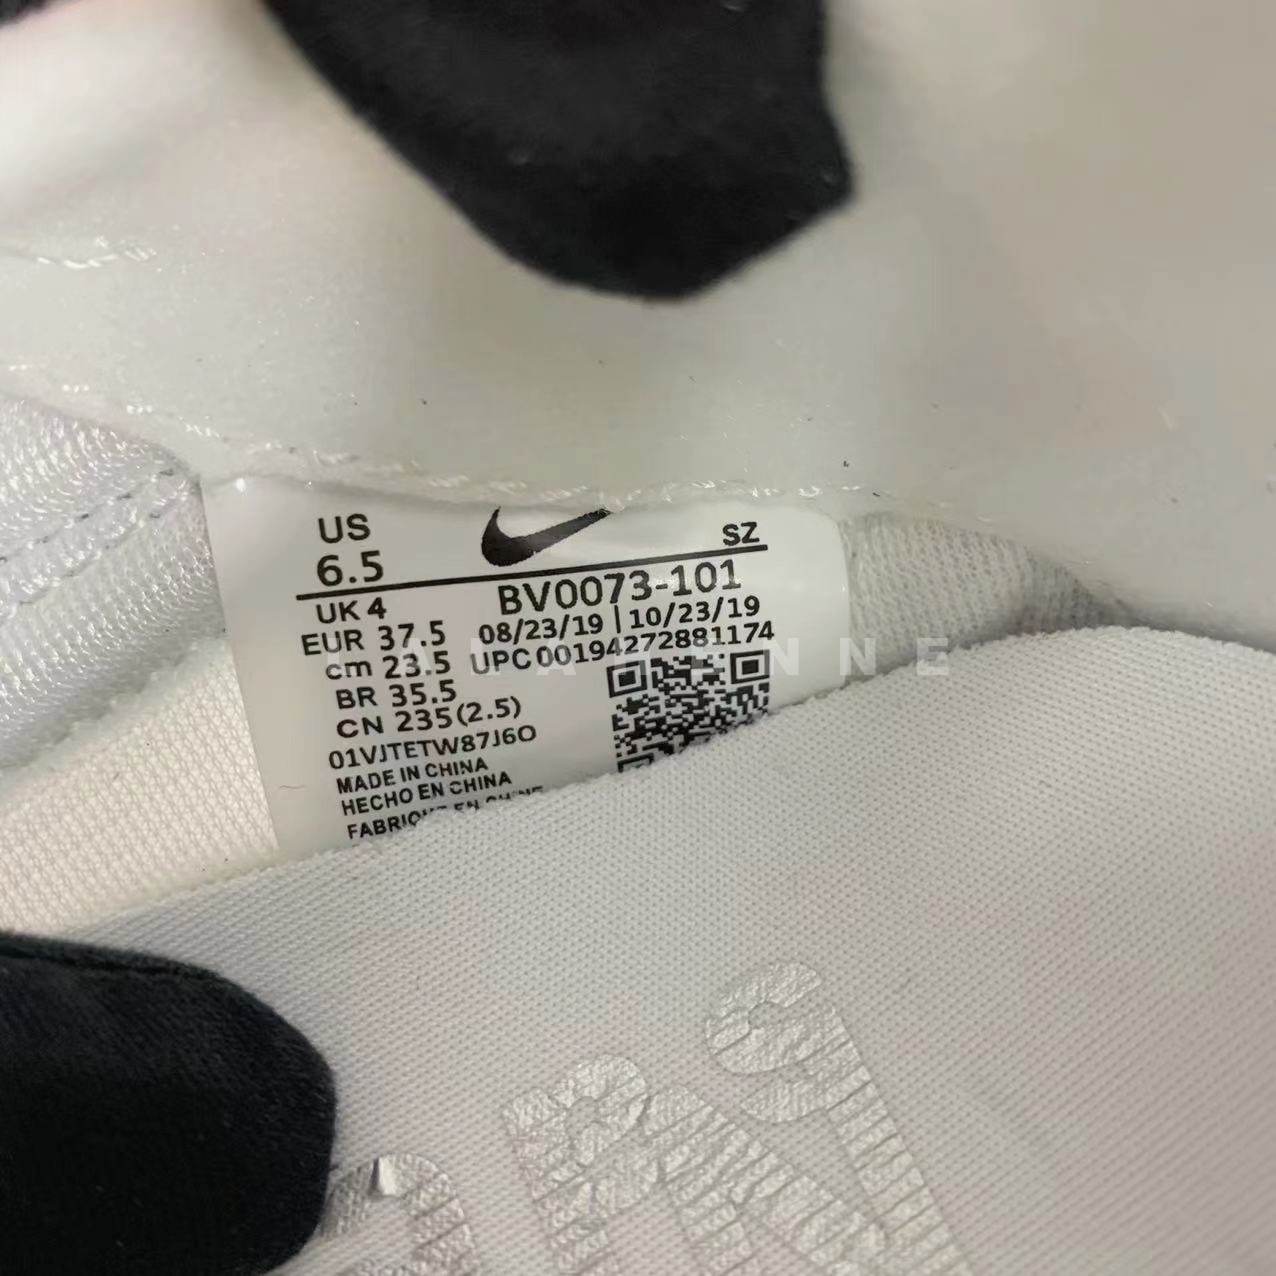 US
6.5
SZ
UK 4
BV0073-101
EUR 37.5
08/23/19 | 10/23/19
cm 23.5
UPC 00194272881174
BR 35.5
CN 235(2.5)
01VJTETW87J6O
MADE IN CHINA
HECHO EN CHINA